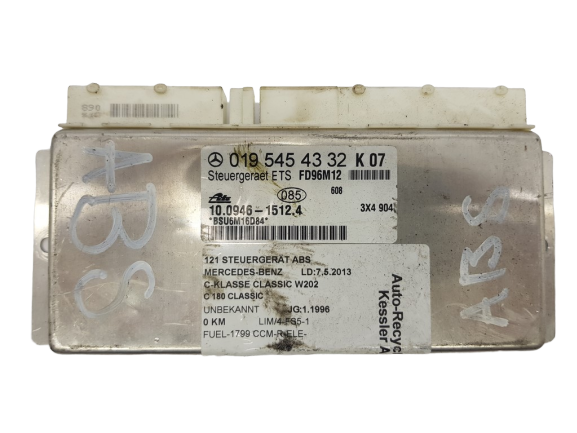 019 545 43 32 K 07
Steuergeraet ETS FD96M12
Ate 085 608
10.0946-1512.4 3X4 904
*BSU6M16D84*
121 STEUERGERÄT ABS
MERCEDES-BENZ LD:7.5.2013
C-KLASSE CLASSIC W202
C 180 CLASSIC
UNBEKANNT JG:1.1996
0 KM LIM/4-FS5-1
FUEL-1799 CCM-R-ELE-
Auto-Recyc
Kessler A
ABS
ABS